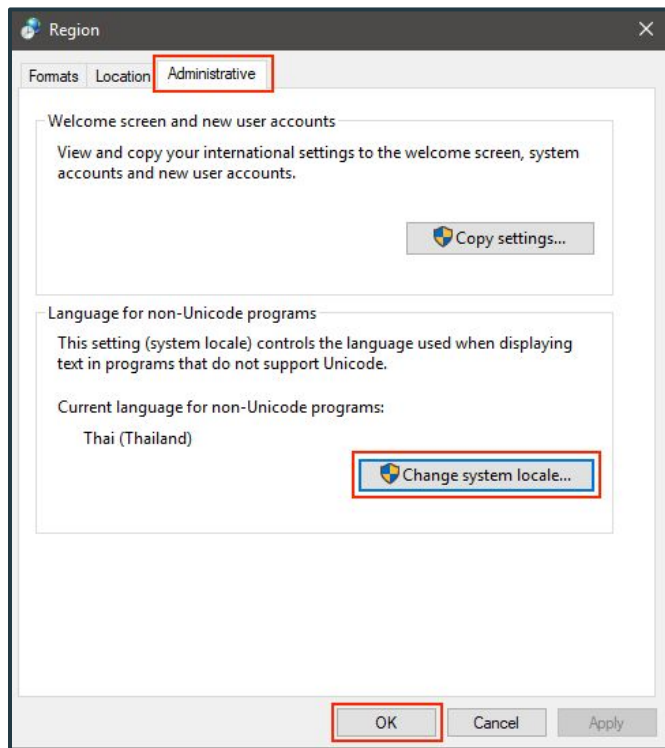 Region
Formats Location Administrative
Welcome screen and new user accounts
View and copy your international settings to the welcome screen, system
accounts and new user accounts.
Copy settings...
Language for non-Unicode programs
This setting (system locale) controls the language used when displaying
text in programs that do not support Unicode.
Current language for non-Unicode programs:
Thai (Thailand)
Change system locale...
OK Cancel Apply